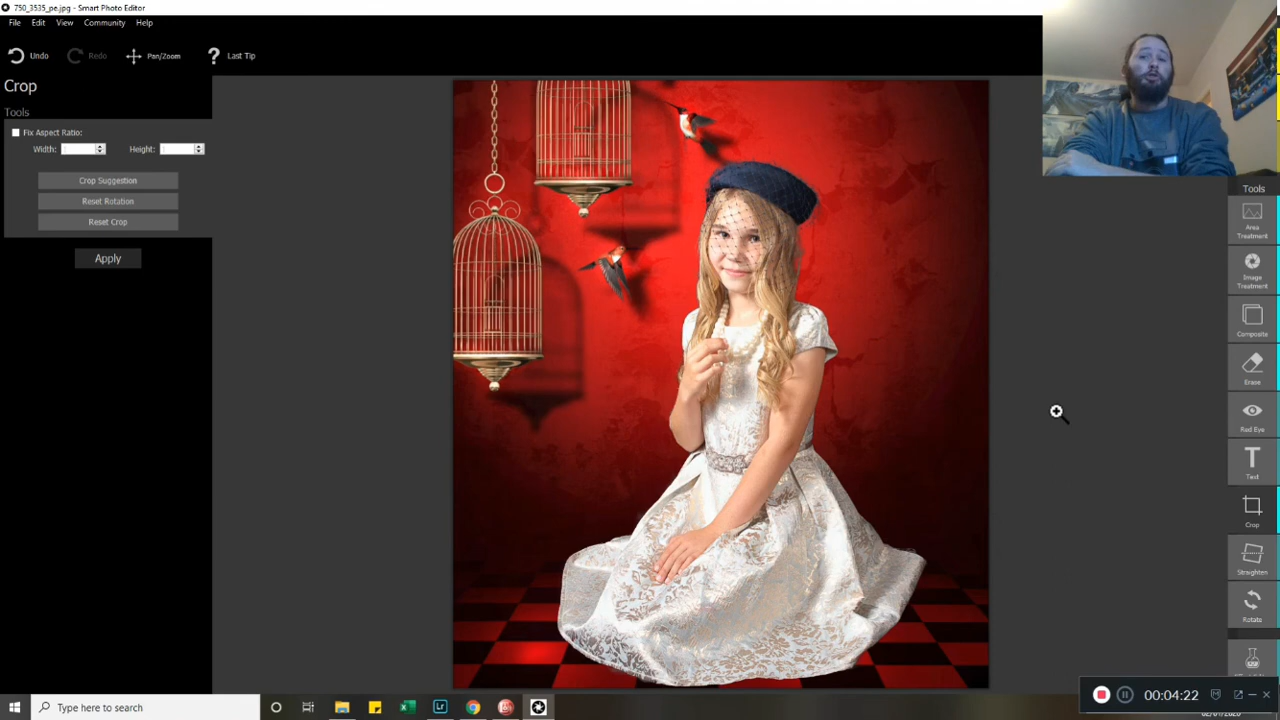 750_3535_pe.jpg - Smart Photo Editor
File Edit View Community Help
Undo Redo Pan/Zoom ? Last Tip
Crop
Tools
Fix Aspect Ratio:
Width: Height:
Crop Suggestion
Reset Rotation
Reset Crop
Apply
Tools
Area
Treatment
Image
Treatment
Composite
Erase
Red Eye
T
Text
Crop
Straighten
Rotate
00:04:22
Type here to search
Lr